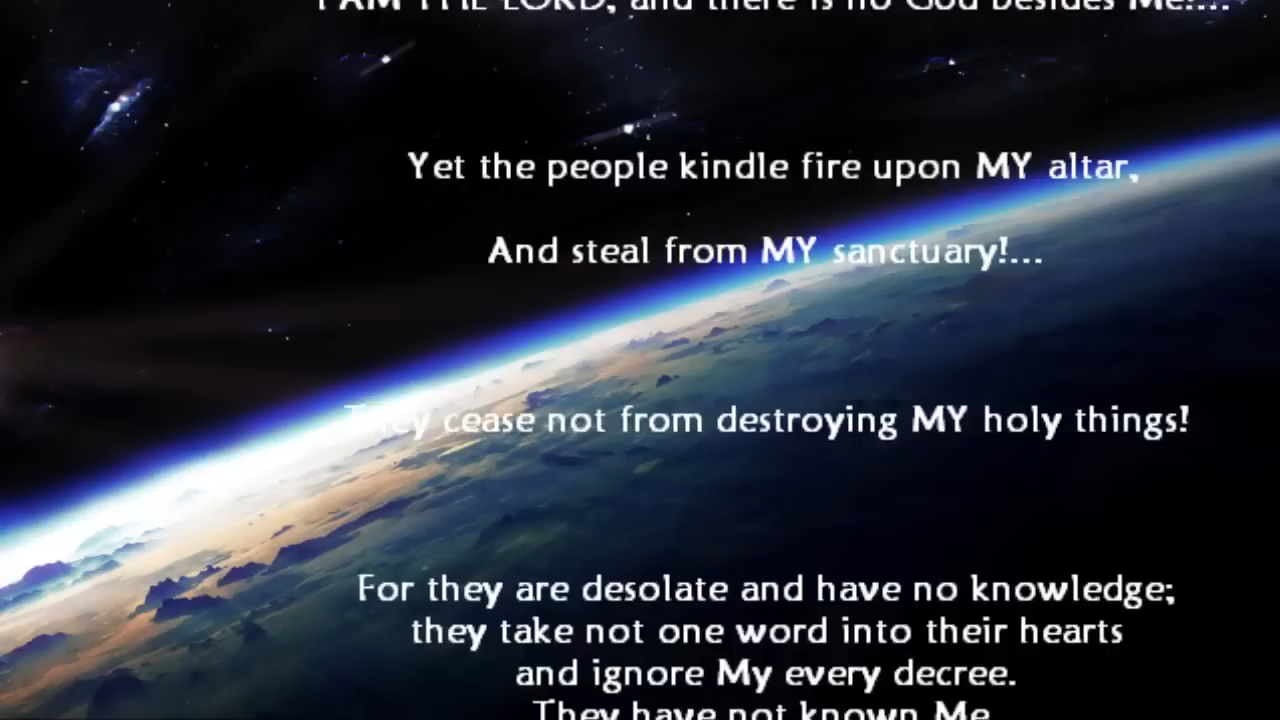 I AM THE LORD, and there is no God besides Me!...
Yet the people kindle fire upon MY altar,
And steal from MY sanctuary!...
They cease not from destroying MY holy things!
For they are desolate and have no knowledge;
they take not one word into their hearts
and ignore My every decree.
They have not known Me